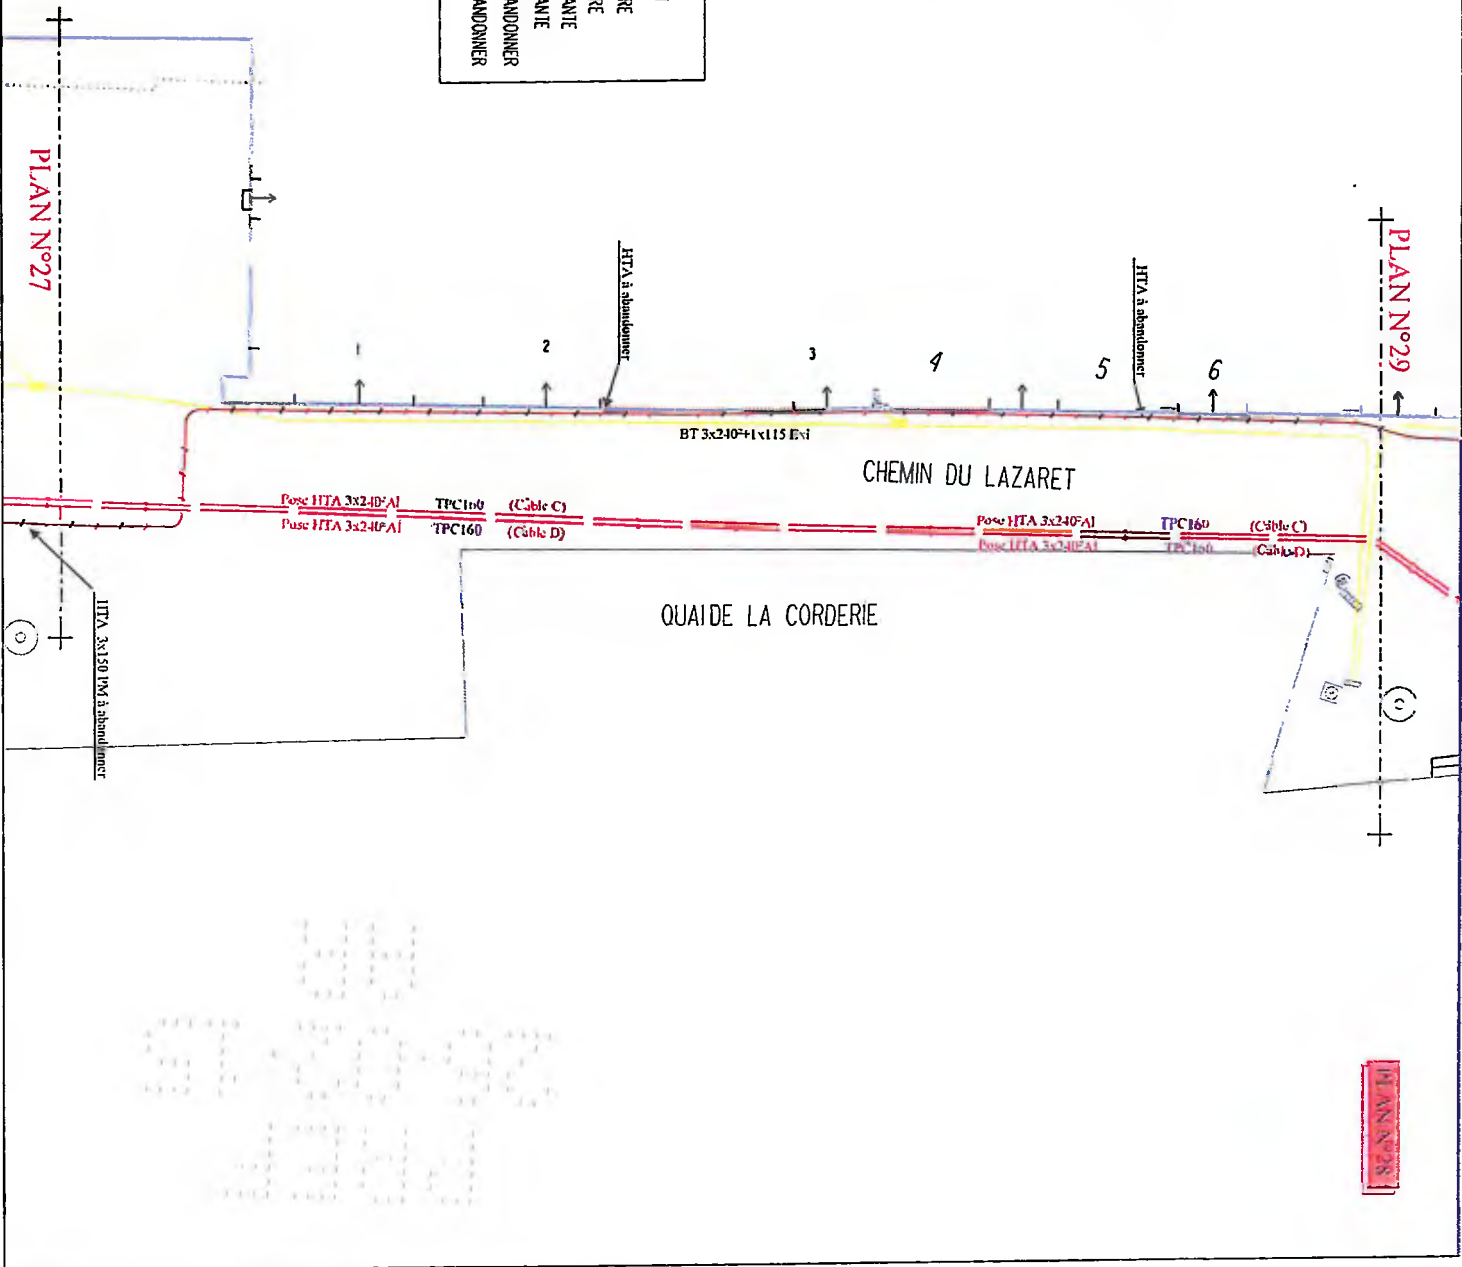 ANDONNER
ANDONNER
ANTE
ANTE
RE
RE
PLAN N°27
PLAN N°29
HTA à abandonner
HTA à abandonner
1
2
3
4
5
6
BT 3x240²+1x115 Exi
CHEMIN DU LAZARET
Pose HTA 3x240²Al TPC160 (Câble C)
Pose HTA 3x240²Al TPC160 (Câble D)
Pose HTA 3x240²Al TPC160 (Câble C)
Pose HTA 3x240²Al TPC160 (Câble D)
QUAI DE LA CORDERIE
HTA 3x150 PM à abandonner
PLAN N°28